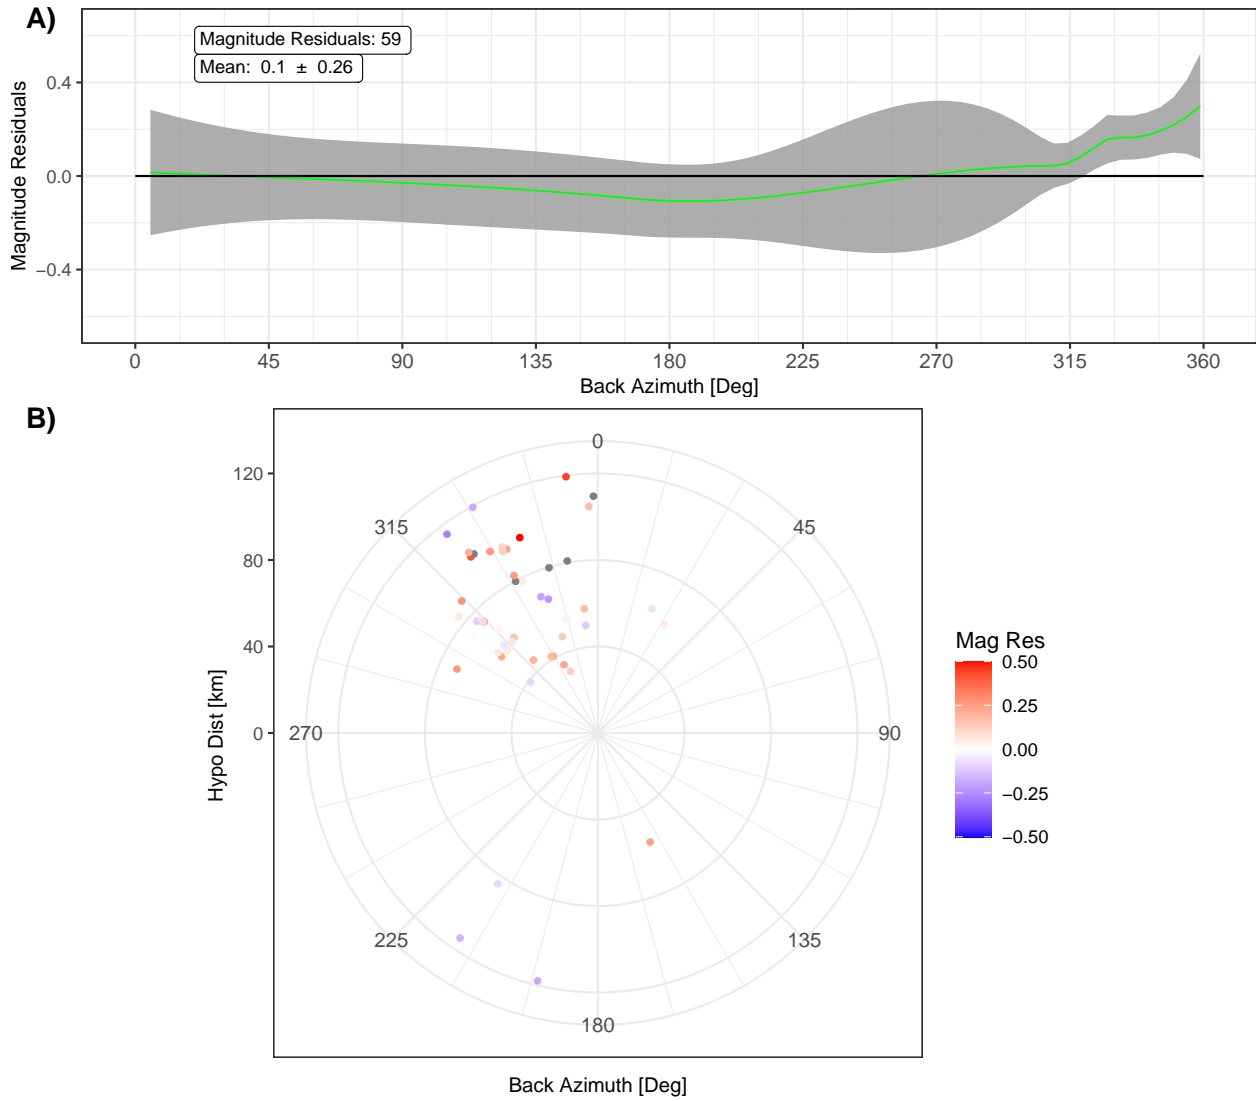 A)
Magnitude Residuals: 59
Mean: 0.1 ± 0.26
Magnitude Residuals
0.4
0.0
−0.4
0 45 90 135 180 225 270 315 360
Back Azimuth [Deg]
B)
Hypo Dist [km]
120
80
40
0
0
45
90
135
180
225
270
315
Back Azimuth [Deg]
Mag Res
0.50
0.25
0.00
−0.25
−0.50